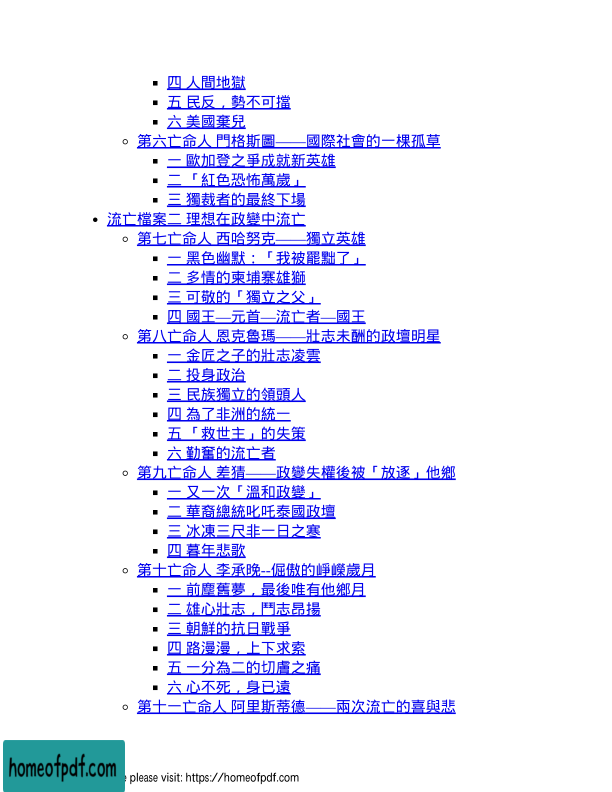 四 人間地獄
五 民反，勢不可擋
六 美國棄兒
第六亡命人 門格斯圖——國際社會的一棵孤草
一 歐加登之爭成就新英雄
二 「紅色恐怖萬歲」
三 獨裁者的最終下場
流亡檔案二 理想在政變中流亡
第七亡命人 西哈努克——獨立英雄
一 黑色幽默：「我被罷黜了」
二 多情的柬埔寨雄獅
三 可敬的「獨立之父」
四 國王—元首—流亡者—國王
第八亡命人 恩克魯瑪——壯志未酬的政壇明星
一 金匠之子的壯志凌雲
二 投身政治
三 民族獨立的領頭人
四 為了非洲的統一
五 「救世主」的失策
六 勤奮的流亡者
第九亡命人 差猜——政變失權後被「放逐」他鄉
一 又一次「溫和政變」
二 華裔總統叱吒泰國政壇
三 冰凍三尺非一日之寒
四 暮年悲歌
第十亡命人 李承晚--倔傲的崢嶸歲月
一 前塵舊夢，最後唯有他鄉月
二 雄心壯志，鬥志昂揚
三 朝鮮的抗日戰爭
四 路漫漫，上下求索
五 一分為二的切膚之痛
六 心不死，身已遠
第十一亡命人 阿里斯蒂德——兩次流亡的喜與悲
homeofpdf.com
please visit: https://homeofpdf.com